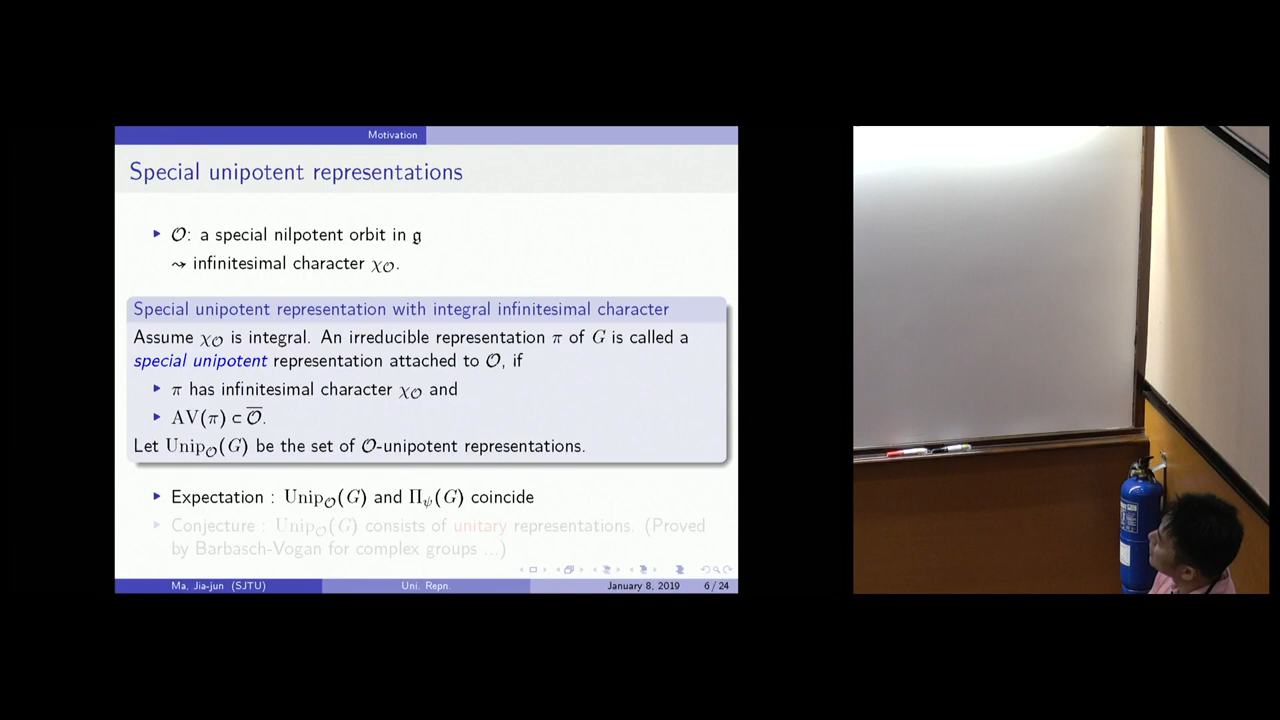 Motivation
Special unipotent representations
▶ 𝒪: a special nilpotent orbit in 𝔤
⇝ infinitesimal character χ_𝒪.
Special unipotent representation with integral infinitesimal character
Assume χ_𝒪 is integral. An irreducible representation π of G is called a
special unipotent representation attached to 𝒪, if
▶ π has infinitesimal character χ_𝒪 and
▶ AV(π) ⊂ 𝒪̅.
Let Unip_𝒪(G) be the set of 𝒪-unipotent representations.
▶ Expectation : Unip_𝒪(G) and Π_ψ(G) coincide
▶ Conjecture : Unip_𝒪(G) consists of unitary representations. (Proved
by Barbasch-Vogan for complex groups ...)
Ma, Jia-jun (SJTU) Uni. Repn. January 8, 2019 6 / 24